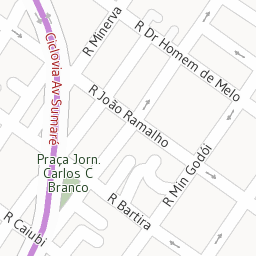 Ciclovia Av Sumaré
R Minerva
R Dr Homem de Melo
R João Ramalho
Praça Jorn.
Carlos C
Branco
R Min Godói
R Bartira
R Caiubi